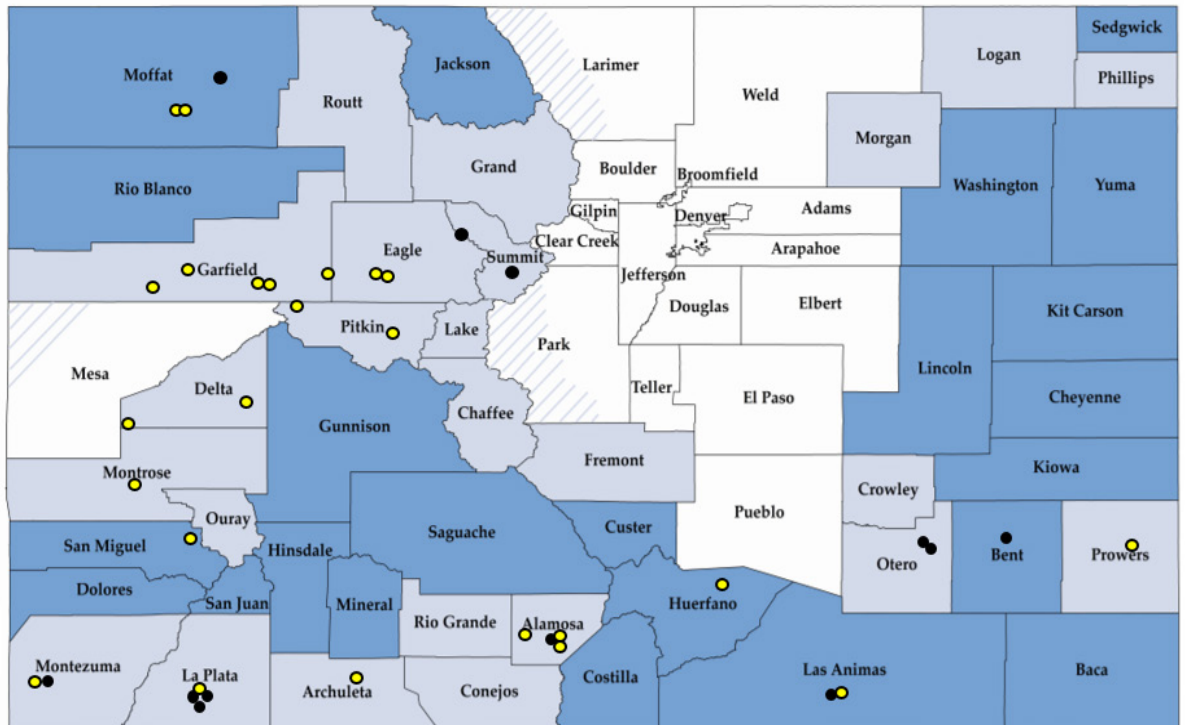 Sedgwick
Logan
Larimer
Jackson
Moffat
Phillips
Weld
Routt
Morgan
Grand
Boulder
Broomfield
Washington
Yuma
Rio Blanco
Adams
Gilpin
Denver
Clear Creek
Arapahoe
Eagle
Summit
Garfield
Jefferson
Elbert
Douglas
Kit Carson
Pitkin
Lake
Park
Lincoln
Mesa
Teller
Delta
El Paso
Cheyenne
Chaffee
Gunnison
Fremont
Kiowa
Montrose
Crowley
Pueblo
Ouray
Saguache
Custer
San Miguel
Hinsdale
Bent
Prowers
Otero
Dolores
San Juan
Mineral
Huerfano
Rio Grande
Alamosa
Montezuma
La Plata
Costilla
Las Animas
Baca
Archuleta
Conejos